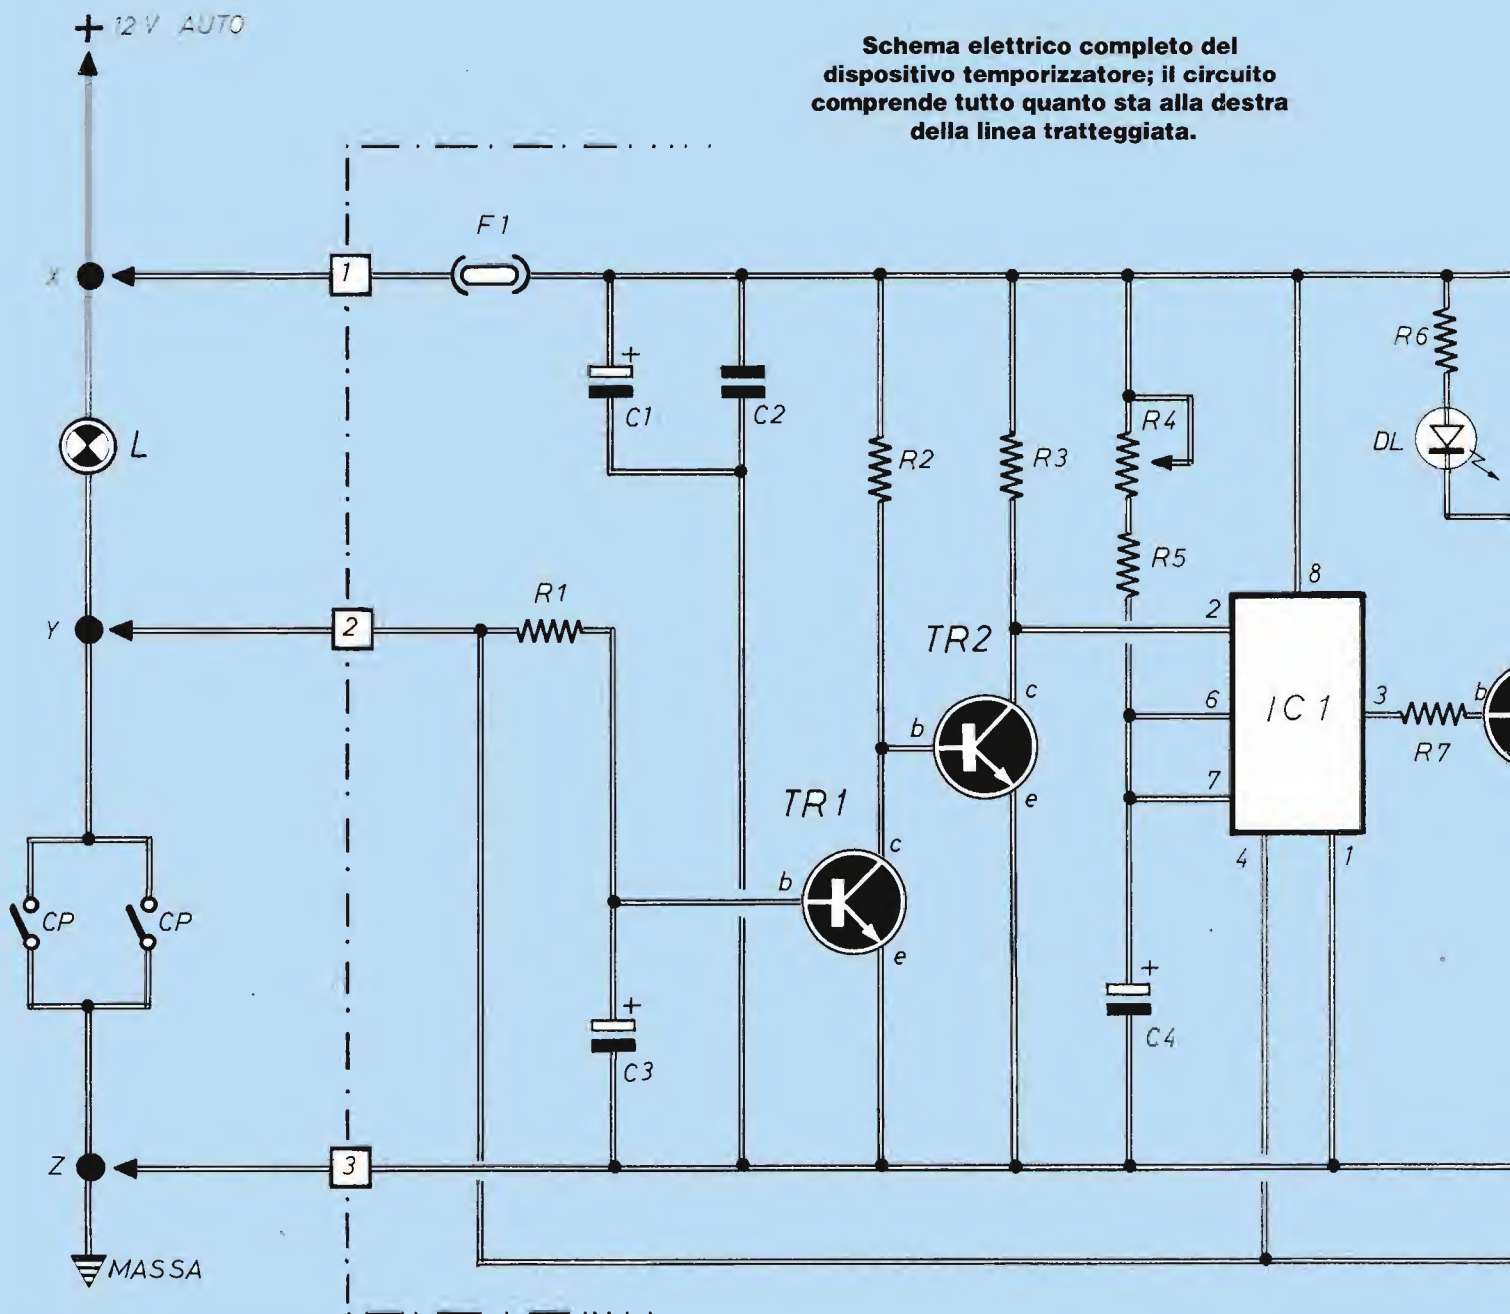 + 12 V AUTO
Schema elettrico completo del
dispositivo temporizzatore; il circuito
comprende tutto quanto sta alla destra
della linea tratteggiata.
F1
X
1
R6
+
C1
C2
R4
L
R2
R3
DL
R5
8
R1
2
Y
2
TR2
c
6
IC1
3
b
b
R7
7
e
TR1
c
4
1
b
CP
CP
e
+
+
C4
C3
Z
3
MASSA